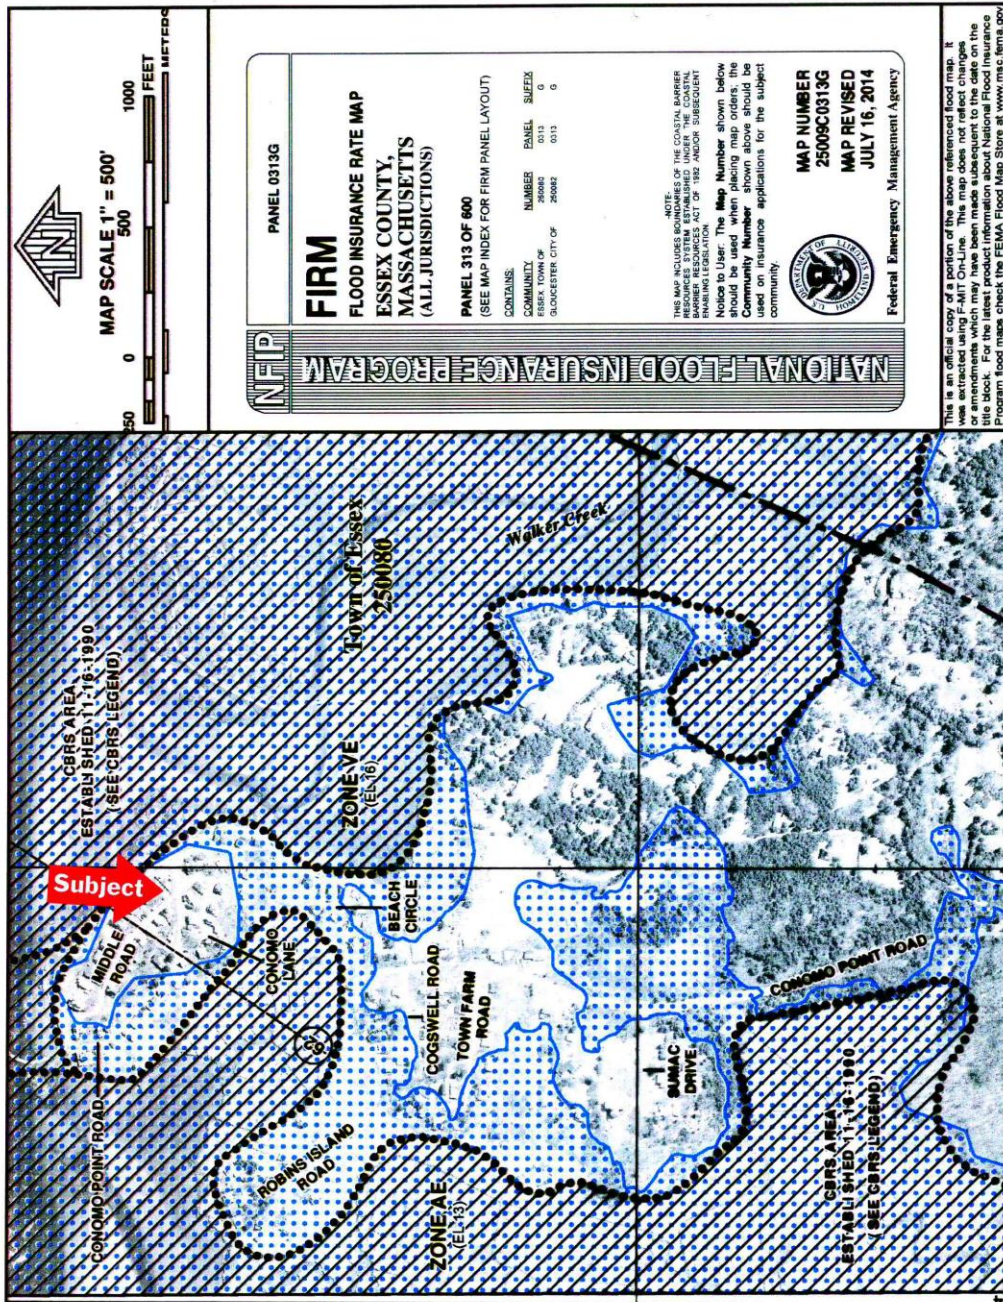 MAP SCALE 1" = 500'
250 0 500 1000
FEET
METERS
NFIP
NATIONAL FLOOD INSURANCE PROGRAM
PANEL 0313G
FIRM
FLOOD INSURANCE RATE MAP
ESSEX COUNTY,
MASSACHUSETTS
(ALL JURISDICTIONS)
PANEL 313 OF 600
(SEE MAP INDEX FOR FIRM PANEL LAYOUT)
CONTAINS:
COMMUNITY NUMBER PANEL SUFFIX
ESSEX, TOWN OF 250080 0313 G
GLOUCESTER, CITY OF 250082 0313 G
-NOTE-
THIS MAP INCLUDES BOUNDARIES OF THE COASTAL BARRIER
RESOURCES SYSTEM ESTABLISHED UNDER THE COASTAL
BARRIER RESOURCES ACT OF 1982 AND/OR SUBSEQUENT
ENABLING LEGISLATION.
Notice to User: The Map Number shown below
should be used when placing map orders; the
Community Number shown above should be
used on insurance applications for the subject
community.
U.S. DEPARTMENT OF HOMELAND SECURITY
MAP NUMBER
25009C0313G
MAP REVISED
JULY 16, 2014
Federal Emergency Management Agency
This is an official copy of a portion of the above referenced flood map. It
was extracted using F-MIT On-Line. This map does not reflect changes
or amendments which may have been made subsequent to the date on the
title block. For the latest product information about National Flood Insurance
Program flood maps check the FEMA Flood Map Store at www.msc.fema.gov
CBRS AREA
ESTABLISHED 11-16-1990
(SEE CBRS LEGEND)
Subject
MIDDLE
ROAD
CONOMO POINT ROAD
CONOMO
LANE
ZONE VE
(EL 16)
Town of Essex
250080
Walker Creek
BEACH
CIRCLE
COGSWELL ROAD
TOWN FARM
ROAD
ROBINS ISLAND
ROAD
ZONE AE
(EL 13)
SUMAC
DRIVE
CONOMO POINT ROAD
CBRS AREA
ESTABLISHED 11-16-1990
(SEE CBRS LEGEND)